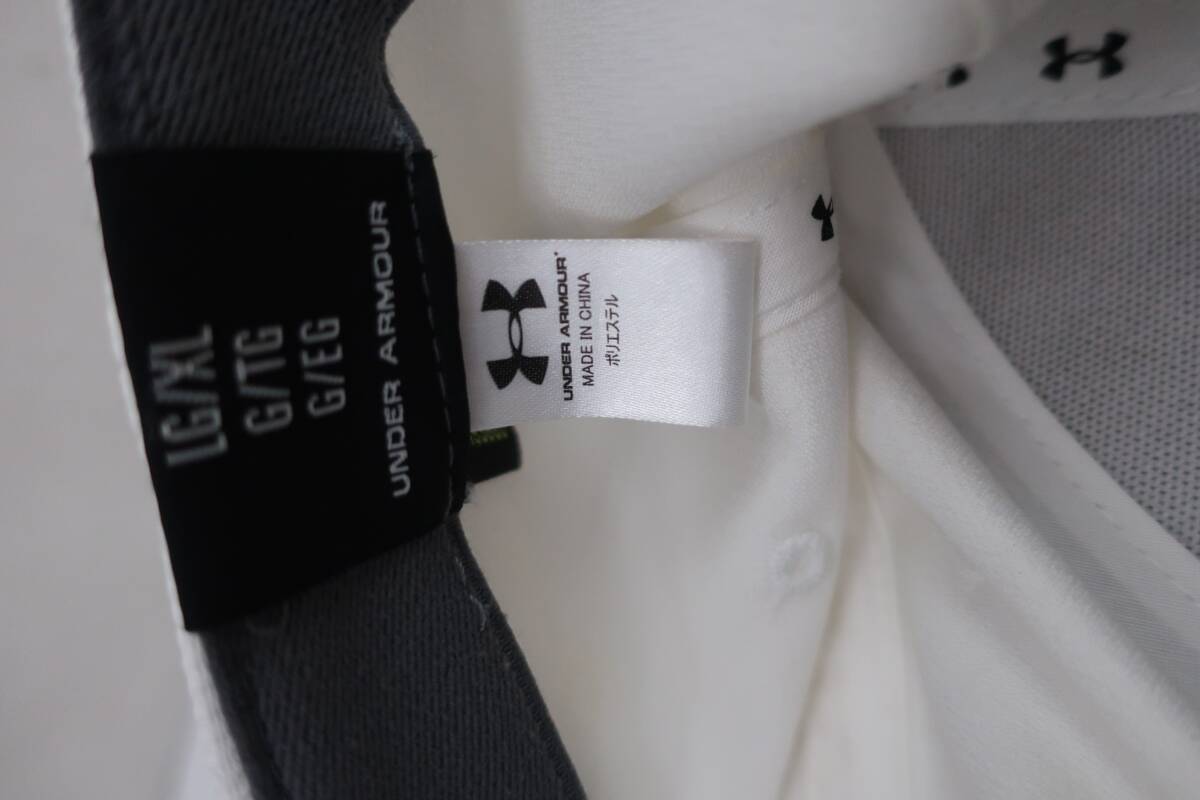 LG/XL
G/TG
G/EG
UNDER ARMOUR
UNDER ARMOUR
MADE IN CHINA
ポリエステル